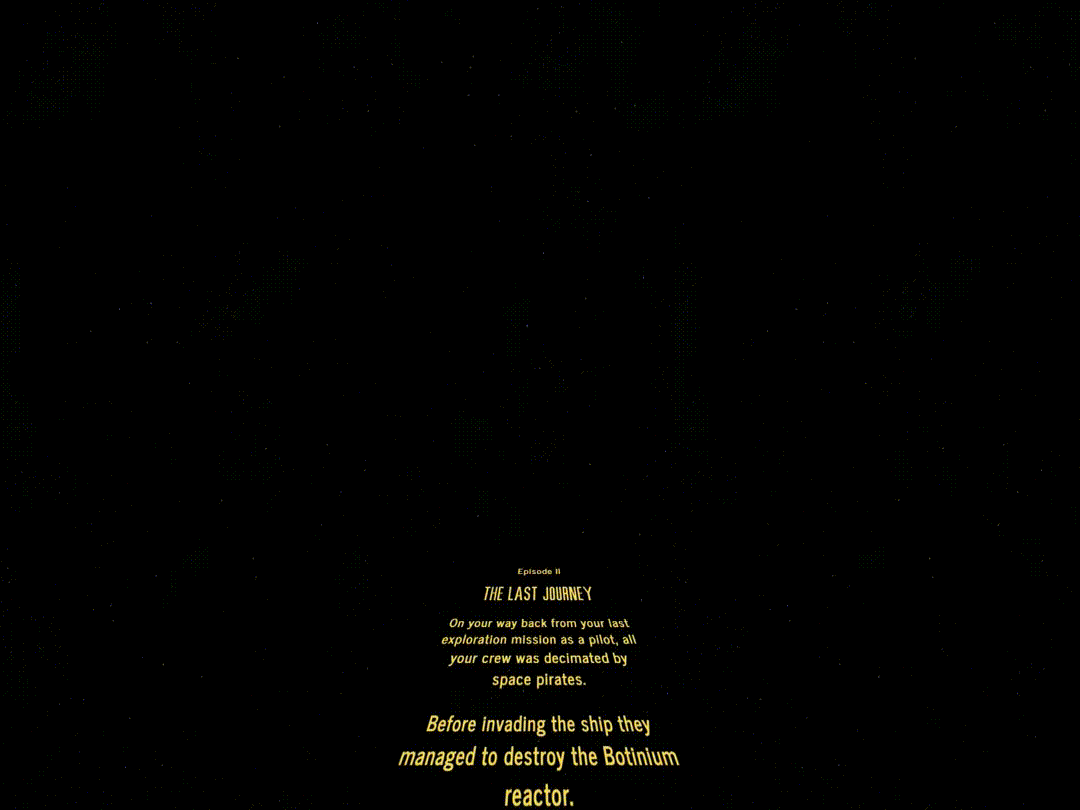 Episode II
THE LAST JOURNEY
On your way back from your last
exploration mission as a pilot, all
your crew was decimated by
space pirates.
Before invading the ship they
managed to destroy the Botinium
reactor.